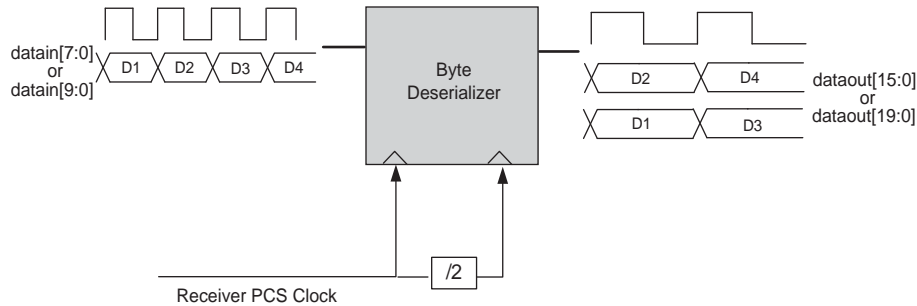 datain[7:0]
or
datain[9:0]
D1 D2 D3 D4
Byte
Deserializer
D2 D4
D1 D3
dataout[15:0]
or
dataout[19:0]
/2
Receiver PCS Clock